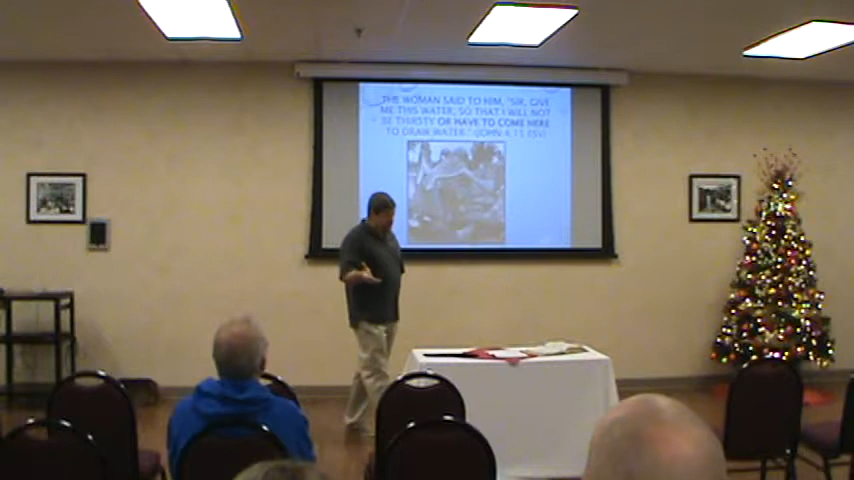 THE WOMAN SAID TO HIM, "SIR, GIVE
ME THIS WATER, SO THAT I WILL NOT
BE THIRSTY OR HAVE TO COME HERE
TO DRAW WATER." (JOHN 4:15 ESV)